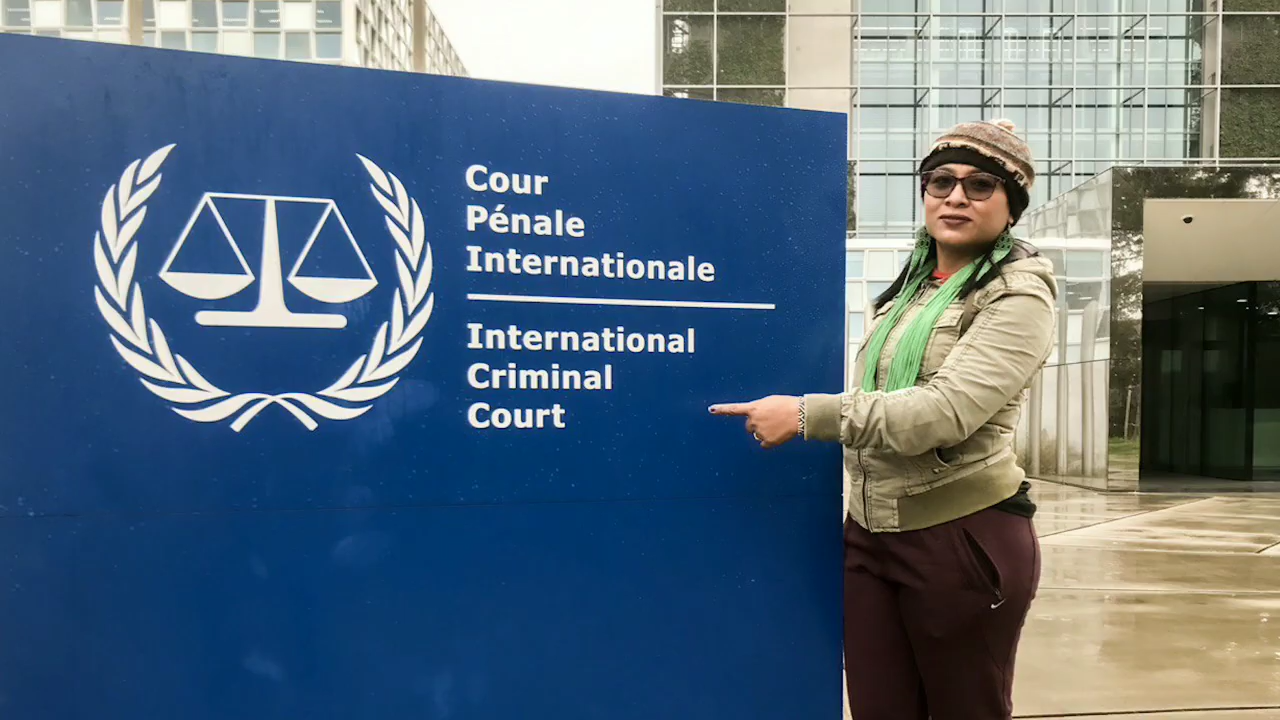 Cour
Pénale
Internationale
International
Criminal
Court